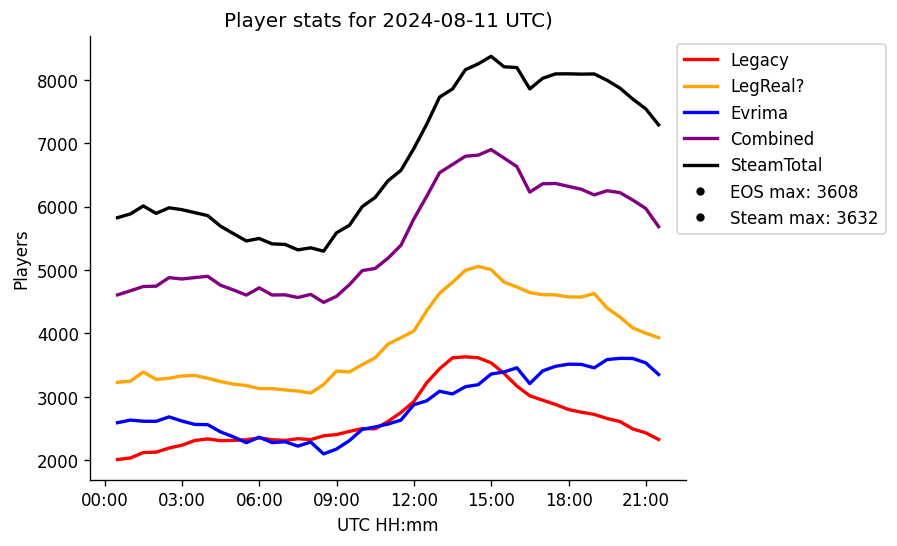 Player stats for 2024-08-11 UTC)
Players
8000
7000
6000
5000
4000
3000
2000
00:00 03:00 06:00 09:00 12:00 15:00 18:00 21:00
UTC HH:mm
Legacy
LegReal?
Evrima
Combined
SteamTotal
EOS max: 3608
Steam max: 3632